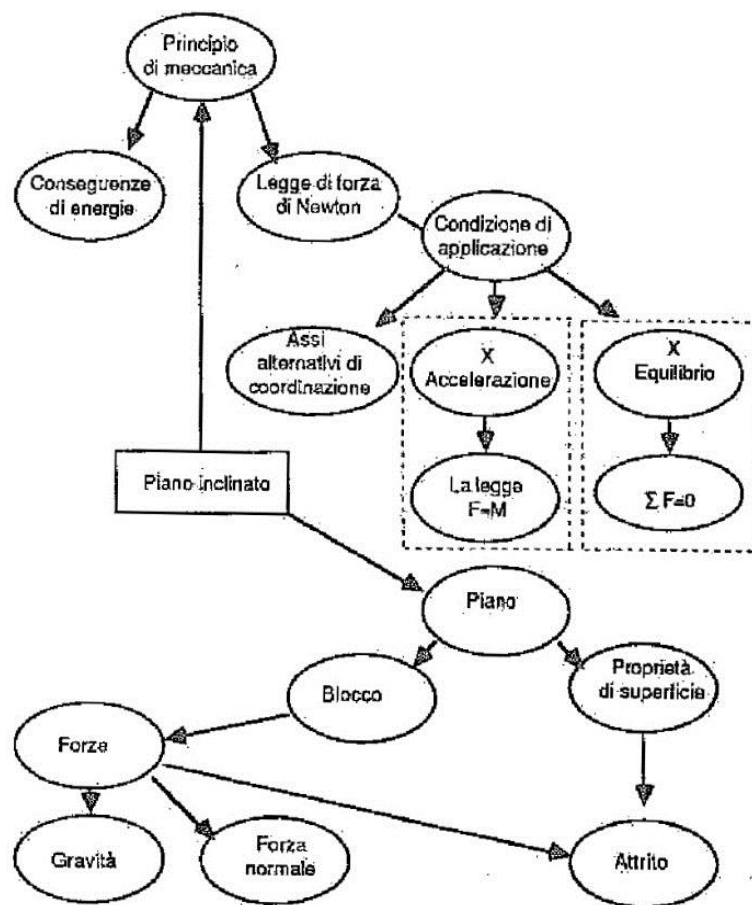 Principio
di meccanica
Conseguenze
di energie
Legge di forza
di Newton
Condizione di
applicazione
Assi
alternativi di
coordinazione
X
Accelerazione
X
Equilibrio
Piano inclinato
La legge
F=M
Σ F=0
Piano
Blocco
Proprietà
di superficie
Forze
Gravità
Forza
normale
Attrito